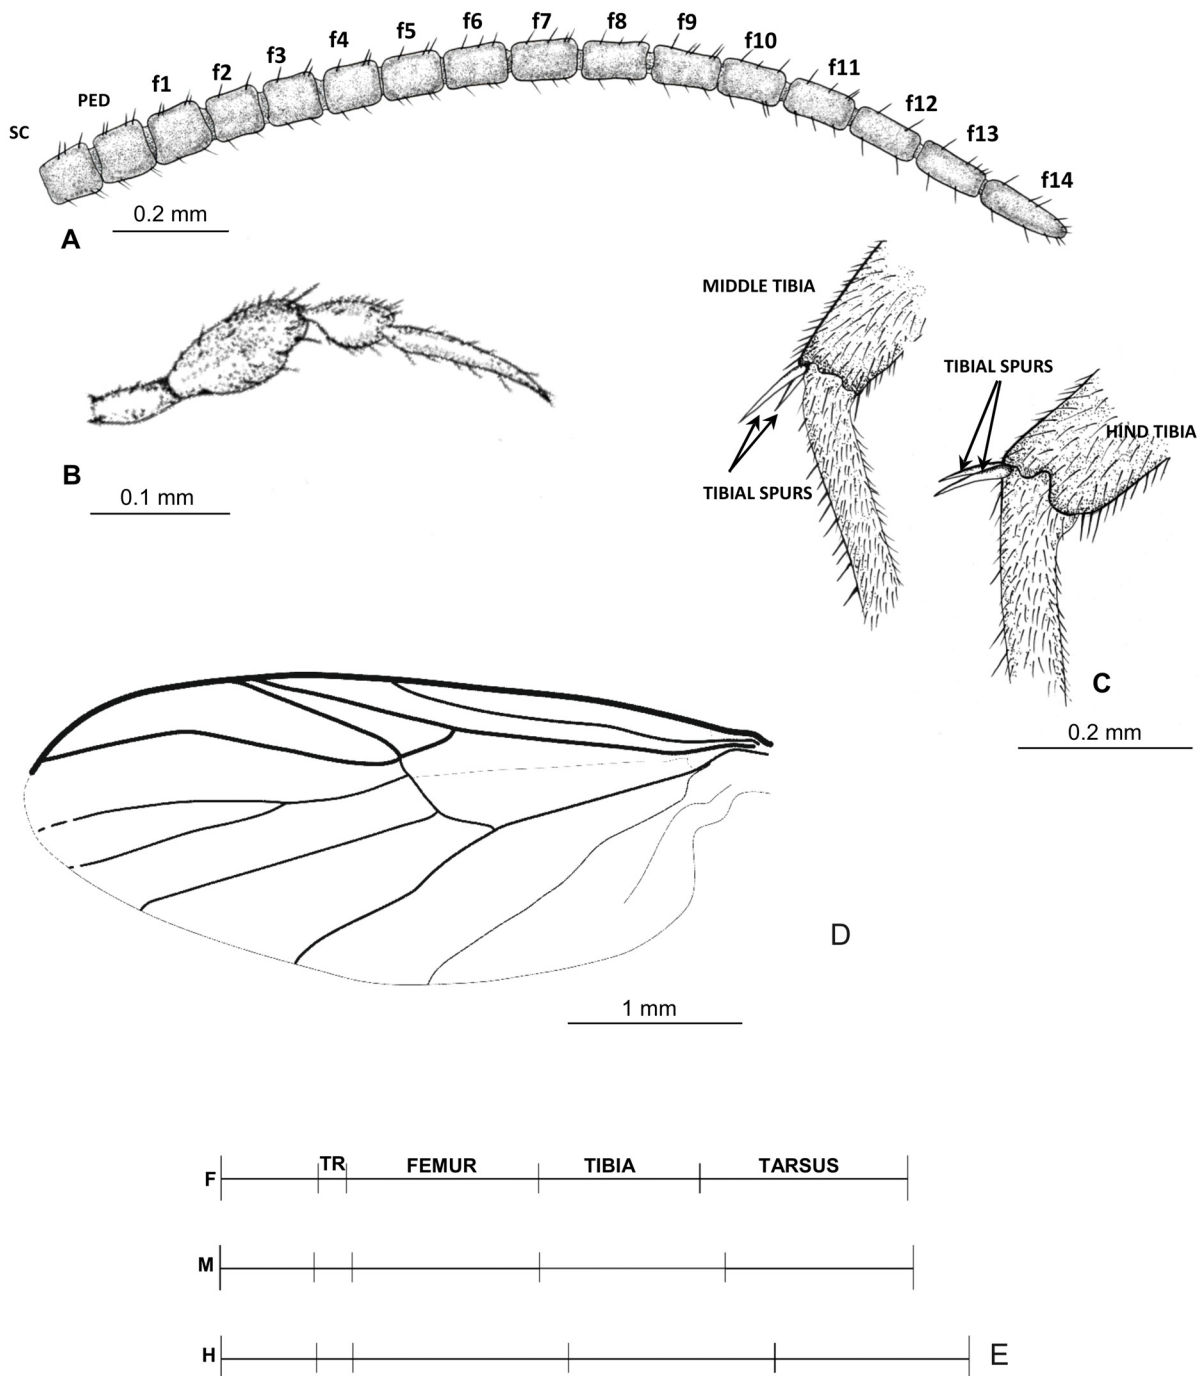 SC
PED
f1
f2
f3
f4
f5
f6
f7
f8
f9
f10
f11
f12
f13
f14
0.2 mm
A
MIDDLE TIBIA
TIBIAL SPURS
TIBIAL SPURS
HIND TIBIA
B
0.1 mm
C
0.2 mm
D
1 mm
F TR FEMUR TIBIA TARSUS
M
H
E